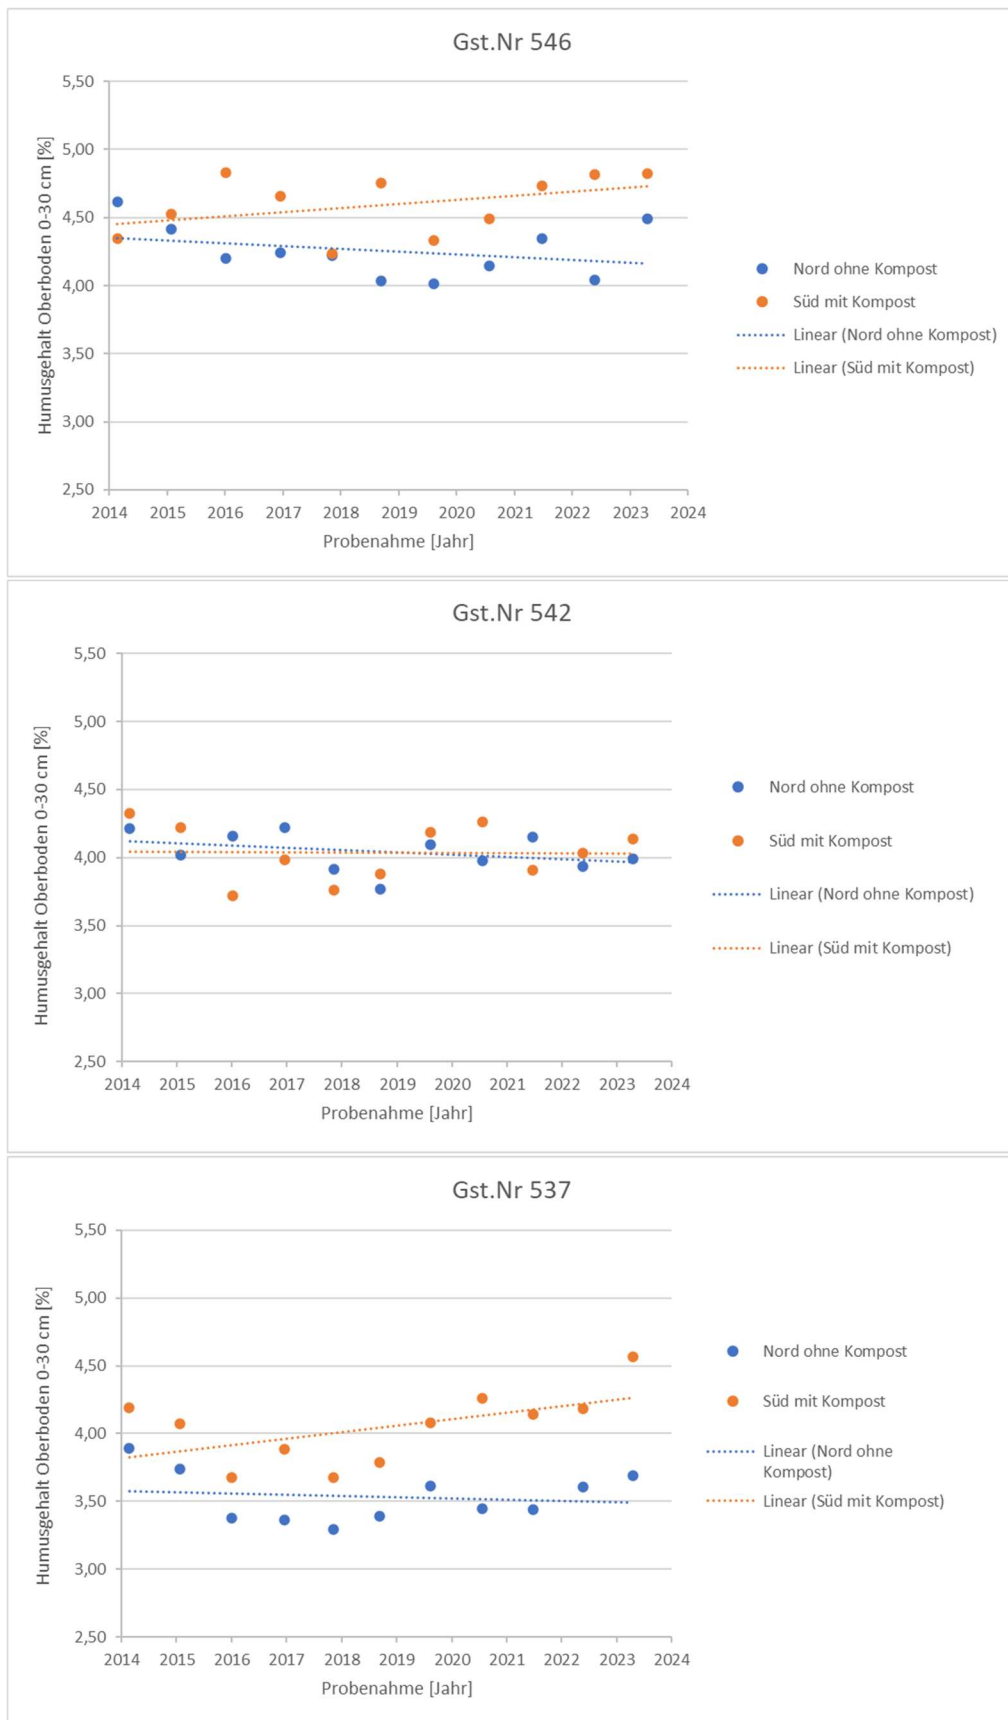 Gst.Nr 546
Humusgehalt Oberboden 0-30 cm [%]
5,50
5,00
4,50
4,00
3,50
3,00
2,50
2014 2015 2016 2017 2018 2019 2020 2021 2022 2023 2024
Probenahme [Jahr]
Nord ohne Kompost
Süd mit Kompost
Linear (Nord ohne Kompost)
Linear (Süd mit Kompost)
Gst.Nr 542
Humusgehalt Oberboden 0-30 cm [%]
5,50
5,00
4,50
4,00
3,50
3,00
2,50
2014 2015 2016 2017 2018 2019 2020 2021 2022 2023 2024
Probenahme [Jahr]
Nord ohne Kompost
Süd mit Kompost
Linear (Nord ohne Kompost)
Linear (Süd mit Kompost)
Gst.Nr 537
Humusgehalt Oberboden 0-30 cm [%]
5,50
5,00
4,50
4,00
3,50
3,00
2,50
2014 2015 2016 2017 2018 2019 2020 2021 2022 2023 2024
Probenahme [Jahr]
Nord ohne Kompost
Süd mit Kompost
Linear (Nord ohne
Kompost)
Linear (Süd mit Kompost)